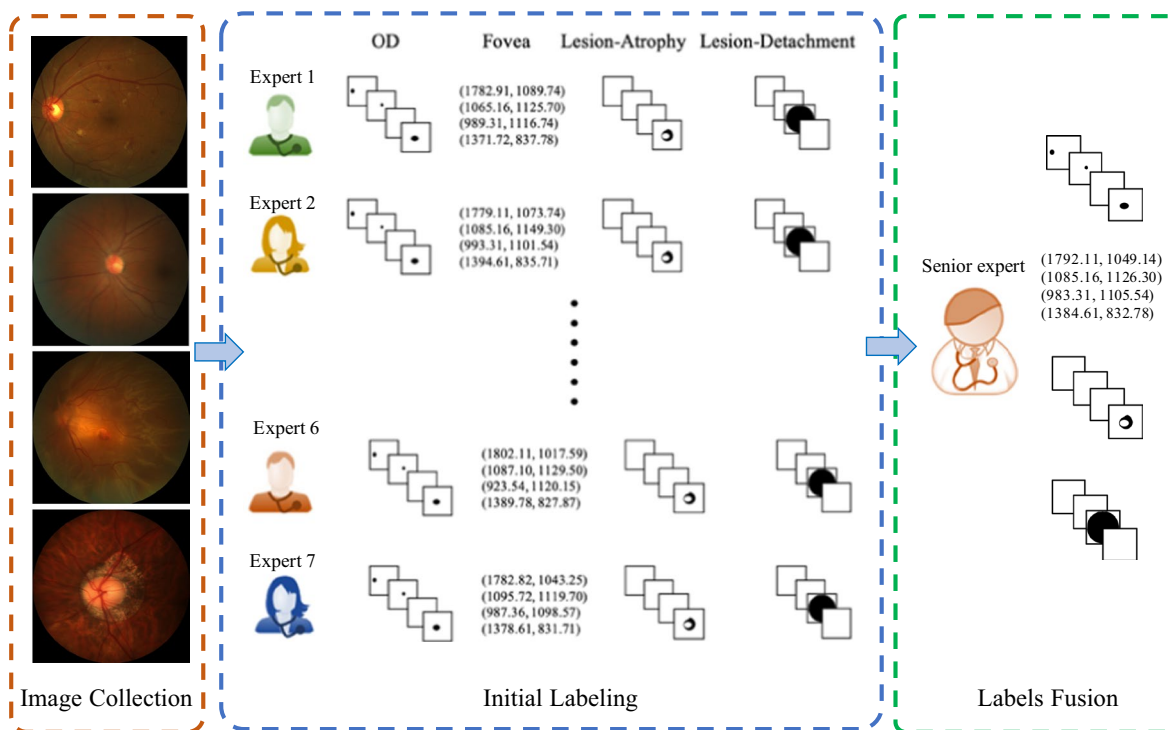 OD Fovea Lesion-Atrophy Lesion-Detachment
Expert 1
(1782.91, 1089.74)
(1065.16, 1125.70)
(989.31, 1116.74)
(1371.72, 837.78)
Expert 2
(1779.11, 1073.74)
(1085.16, 1149.30)
(993.31, 1101.54)
(1394.61, 835.71)
Expert 6
(1802.11, 1017.59)
(1087.10, 1129.50)
(923.54, 1120.15)
(1389.78, 827.87)
Expert 7
(1782.82, 1043.25)
(1095.72, 1119.70)
(987.36, 1098.57)
(1378.61, 831.71)
Senior expert
(1792.11, 1049.14)
(1085.16, 1126.30)
(983.31, 1105.54)
(1384.61, 832.78)
Image Collection
Initial Labeling
Labels Fusion